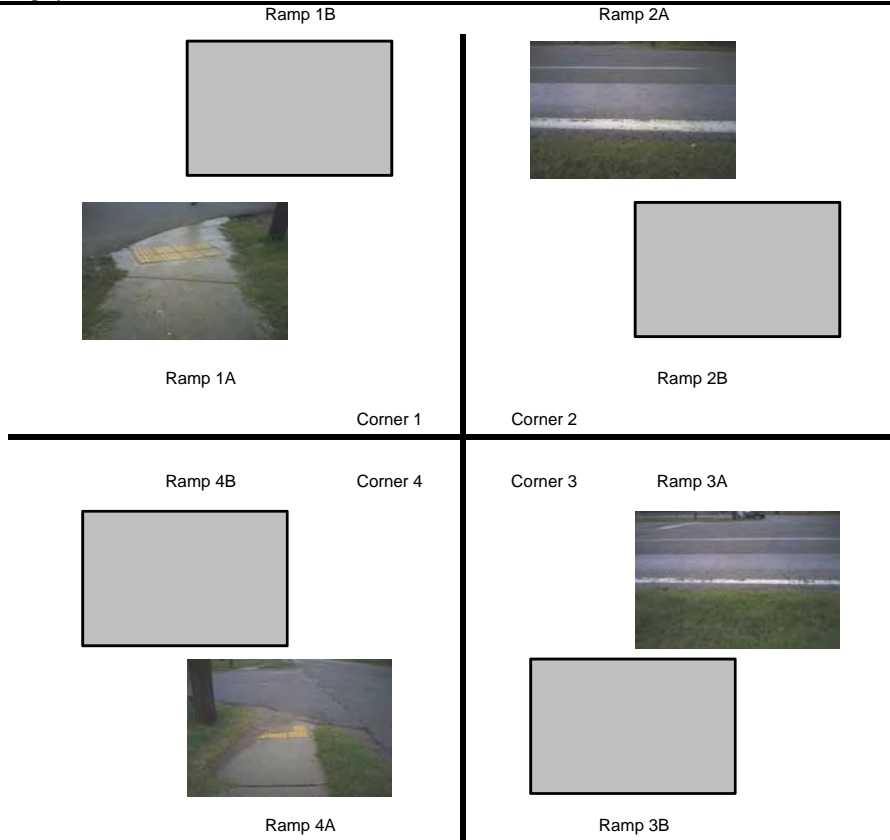 Ramp 1B Ramp 2A
Ramp 1A Ramp 2B
Corner 1 Corner 2
Ramp 4B Corner 4 Corner 3 Ramp 3A
Ramp 4A Ramp 3B